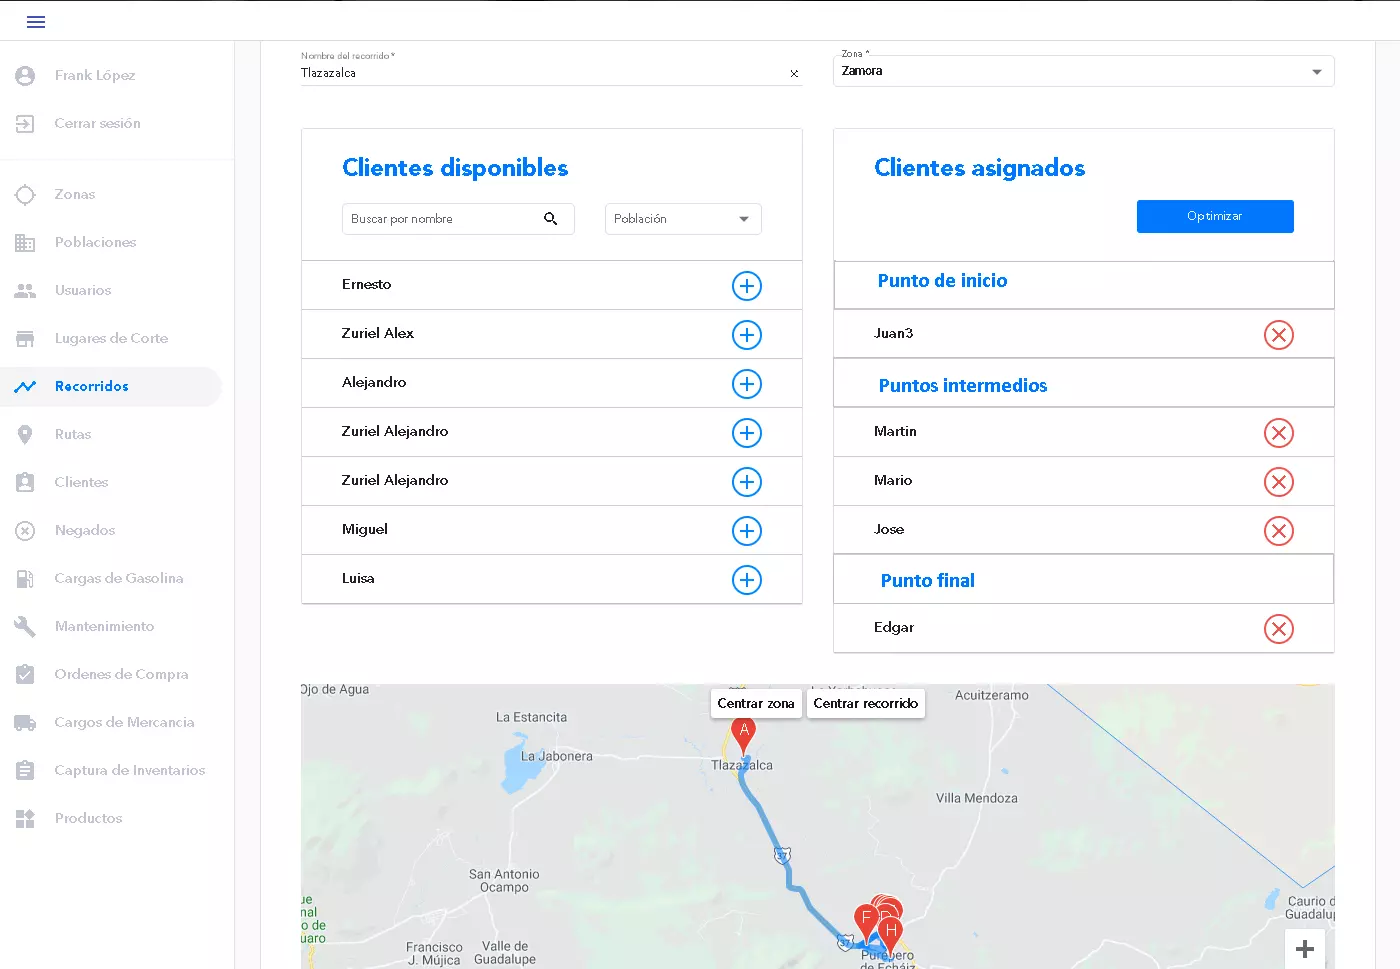 Frank López
Cerrar sesión
Zonas
Poblaciones
Usuarios
Lugares de Corte
Recorridos
Rutas
Clientes
Negados
Cargas de Gasolina
Mantenimiento
Ordenes de Compra
Cargos de Mercancia
Captura de Inventarios
Productos
Nombre del recorrido *
Tlazazalca
Zona *
Zamora
Clientes disponibles
Buscar por nombre
Población
Ernesto
Zuriel Alex
Alejandro
Zuriel Alejandro
Zuriel Alejandro
Miguel
Luisa
Clientes asignados
Optimizar
Punto de inicio
Juan3
Puntos intermedios
Martin
Mario
Jose
Punto final
Edgar
Ojo de Agua
Centrar zona
Centrar recorrido
Acuitzeramo
La Estancita
A
La Jabonera
Tlazazalca
Villa Mendoza
37
San Antonio
Ocampo
Caurio d
Guadalup
F
H
37
Francisco
J. Mújica
Valle de
Guadalupe